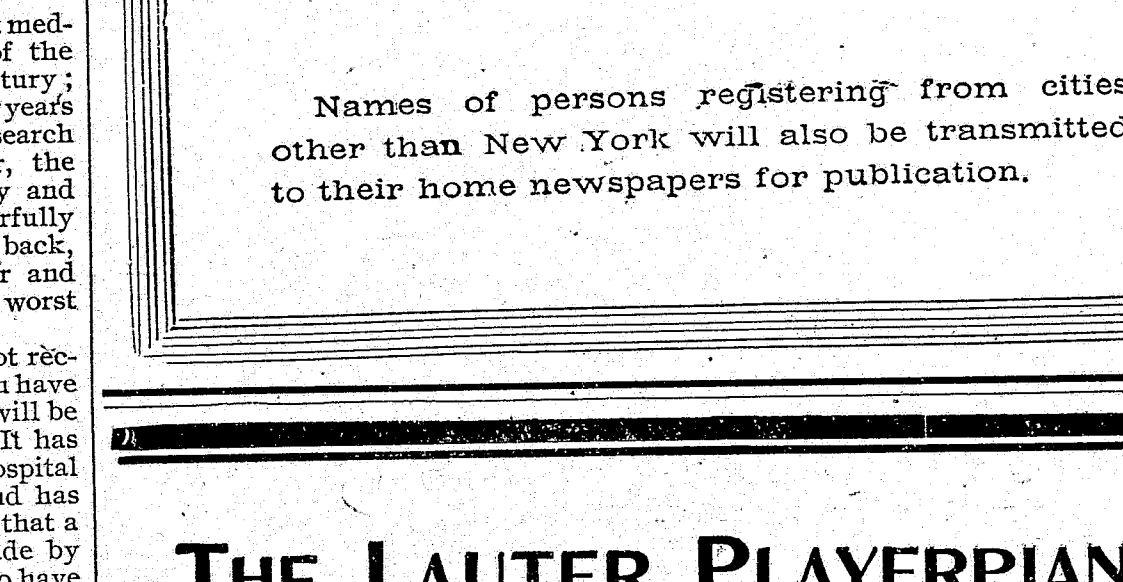 med-
of the
tury;
years
search
, the
y and
rfully
back,
r and
worst
ot rec-
have
will be
It has
ospital
nd has
that a
de by
o have
Names of persons registering from cities
other than New York will also be transmitted
to their home newspapers for publication.
THE LAUTER PLAYERPIAN